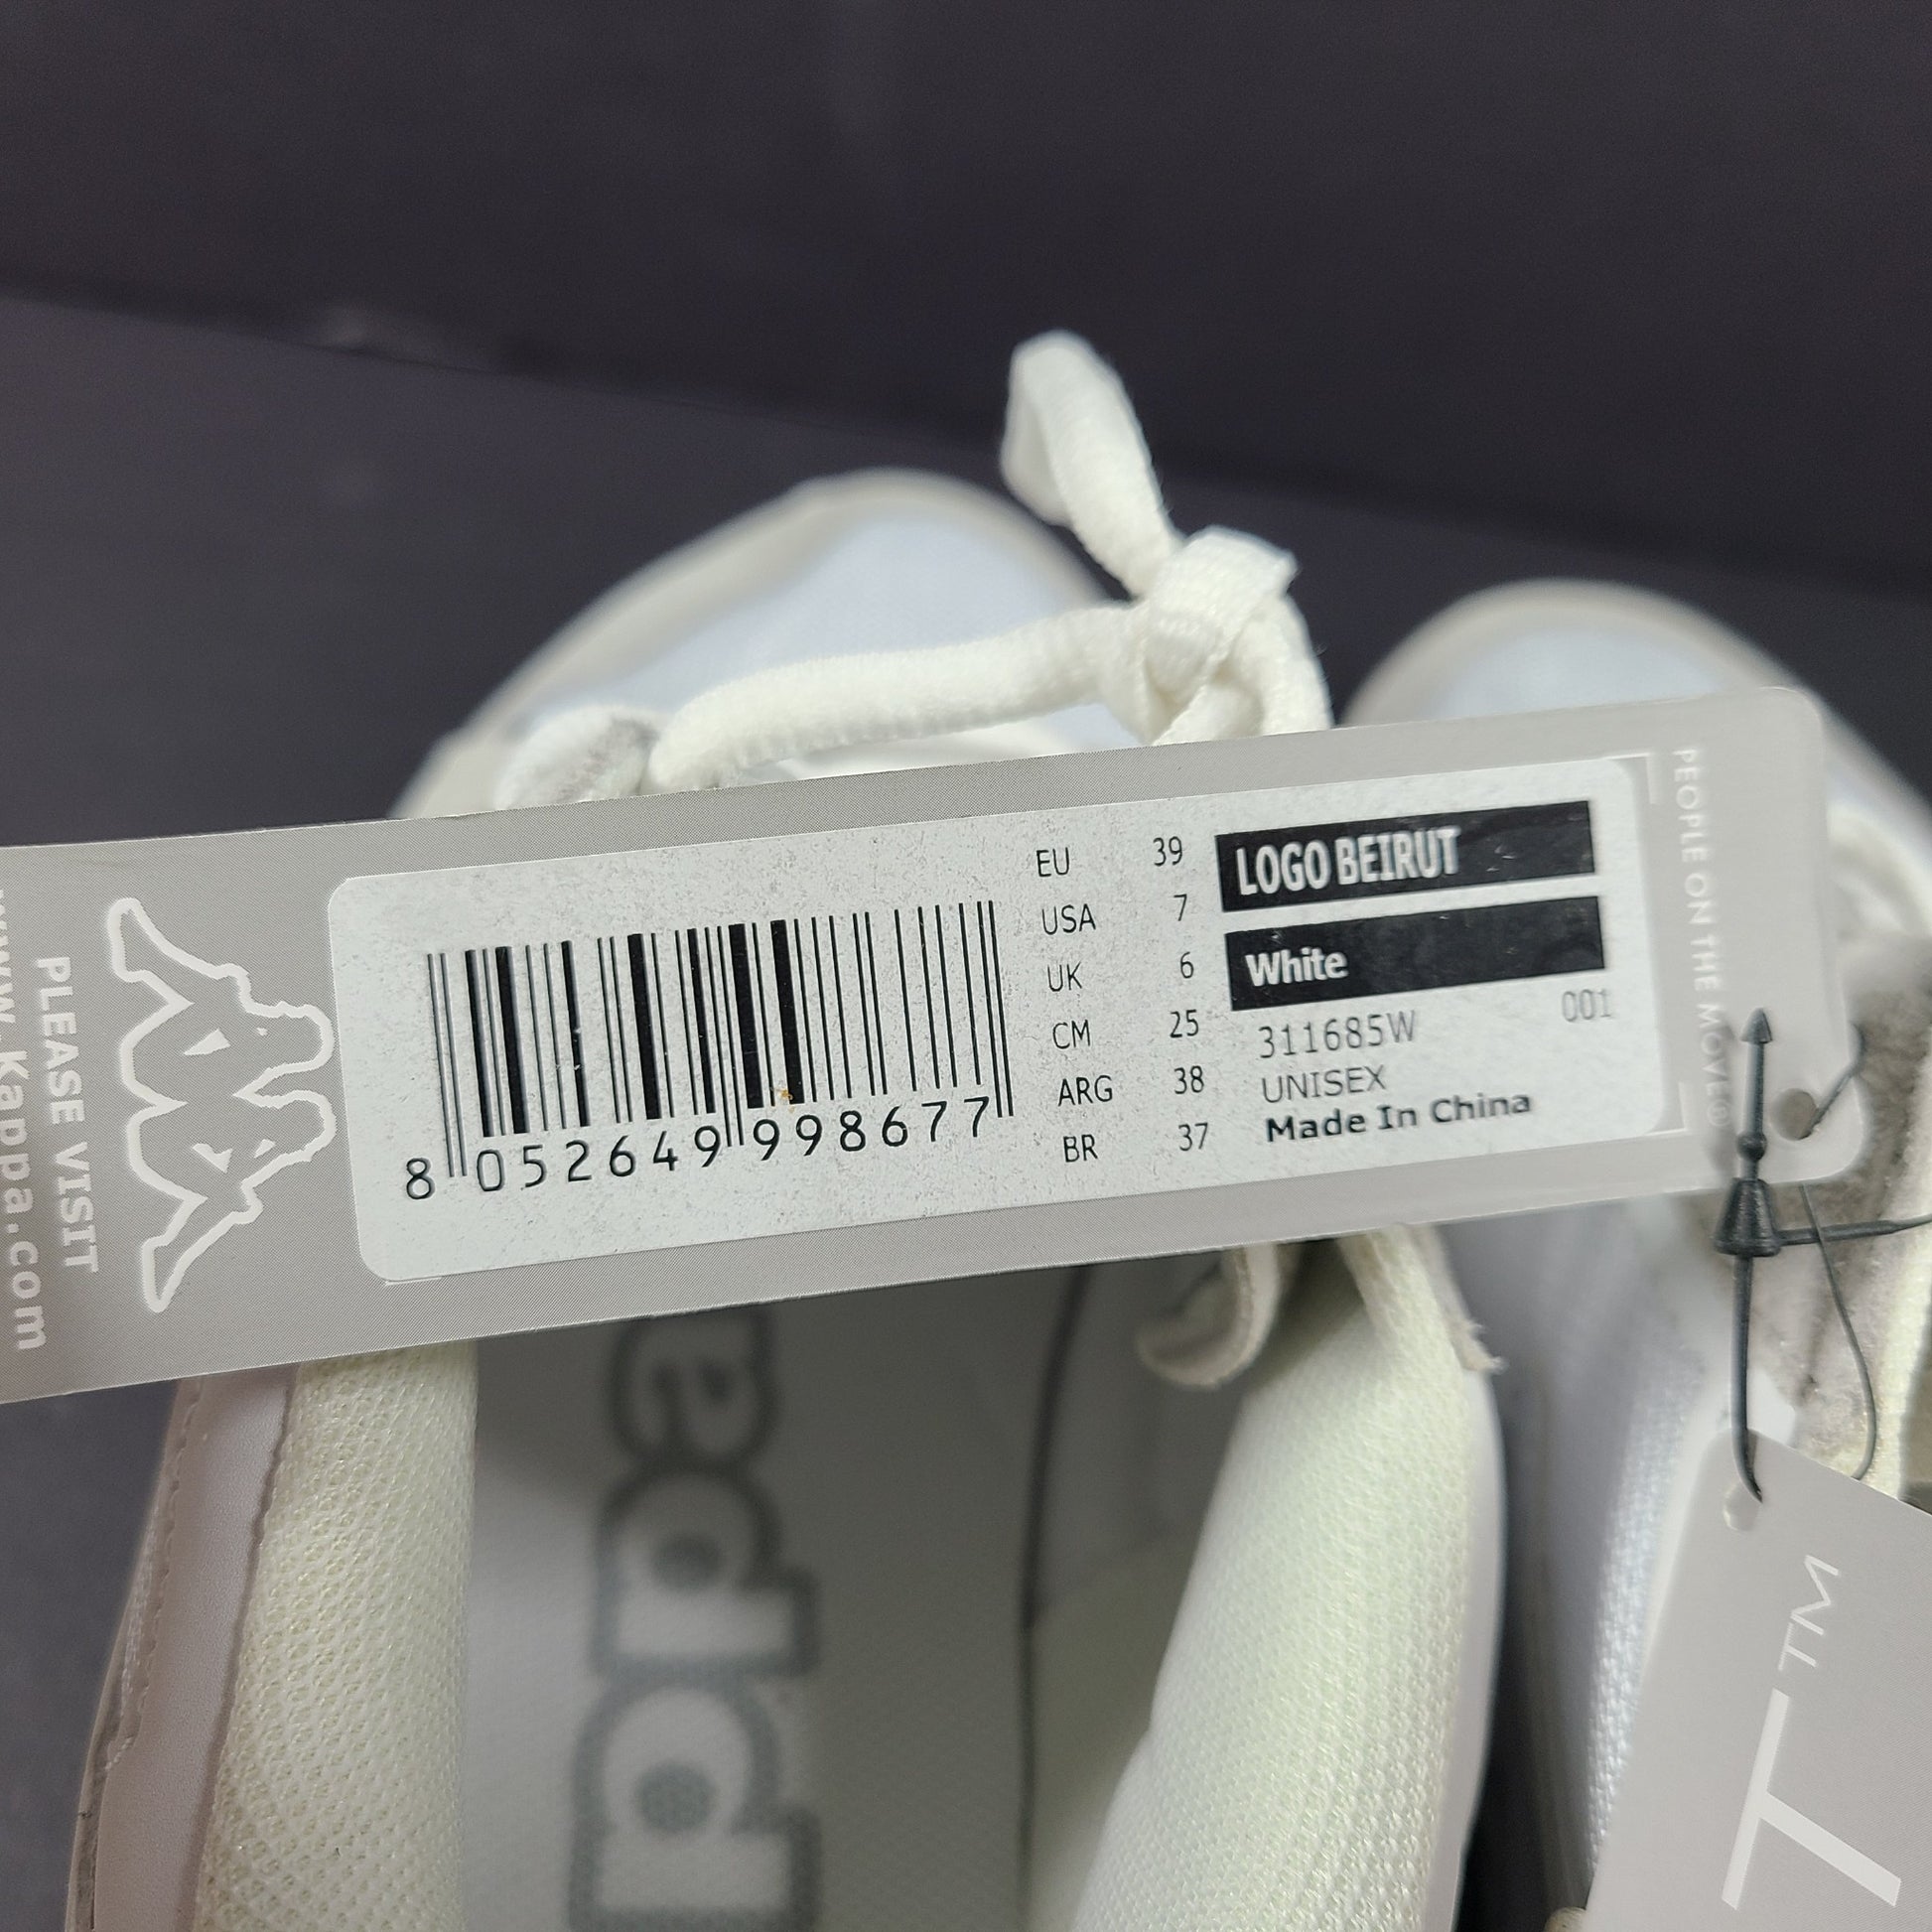 PLEASE VISIT
www.Kappa.com
8 052649 998677
EU 39
USA 7
UK 6
CM 25
ARG 38
BR 37
LOGO BEIRUT
White
311685W 001
UNISEX
Made In China
PEOPLE ON THE MOVE®
T™